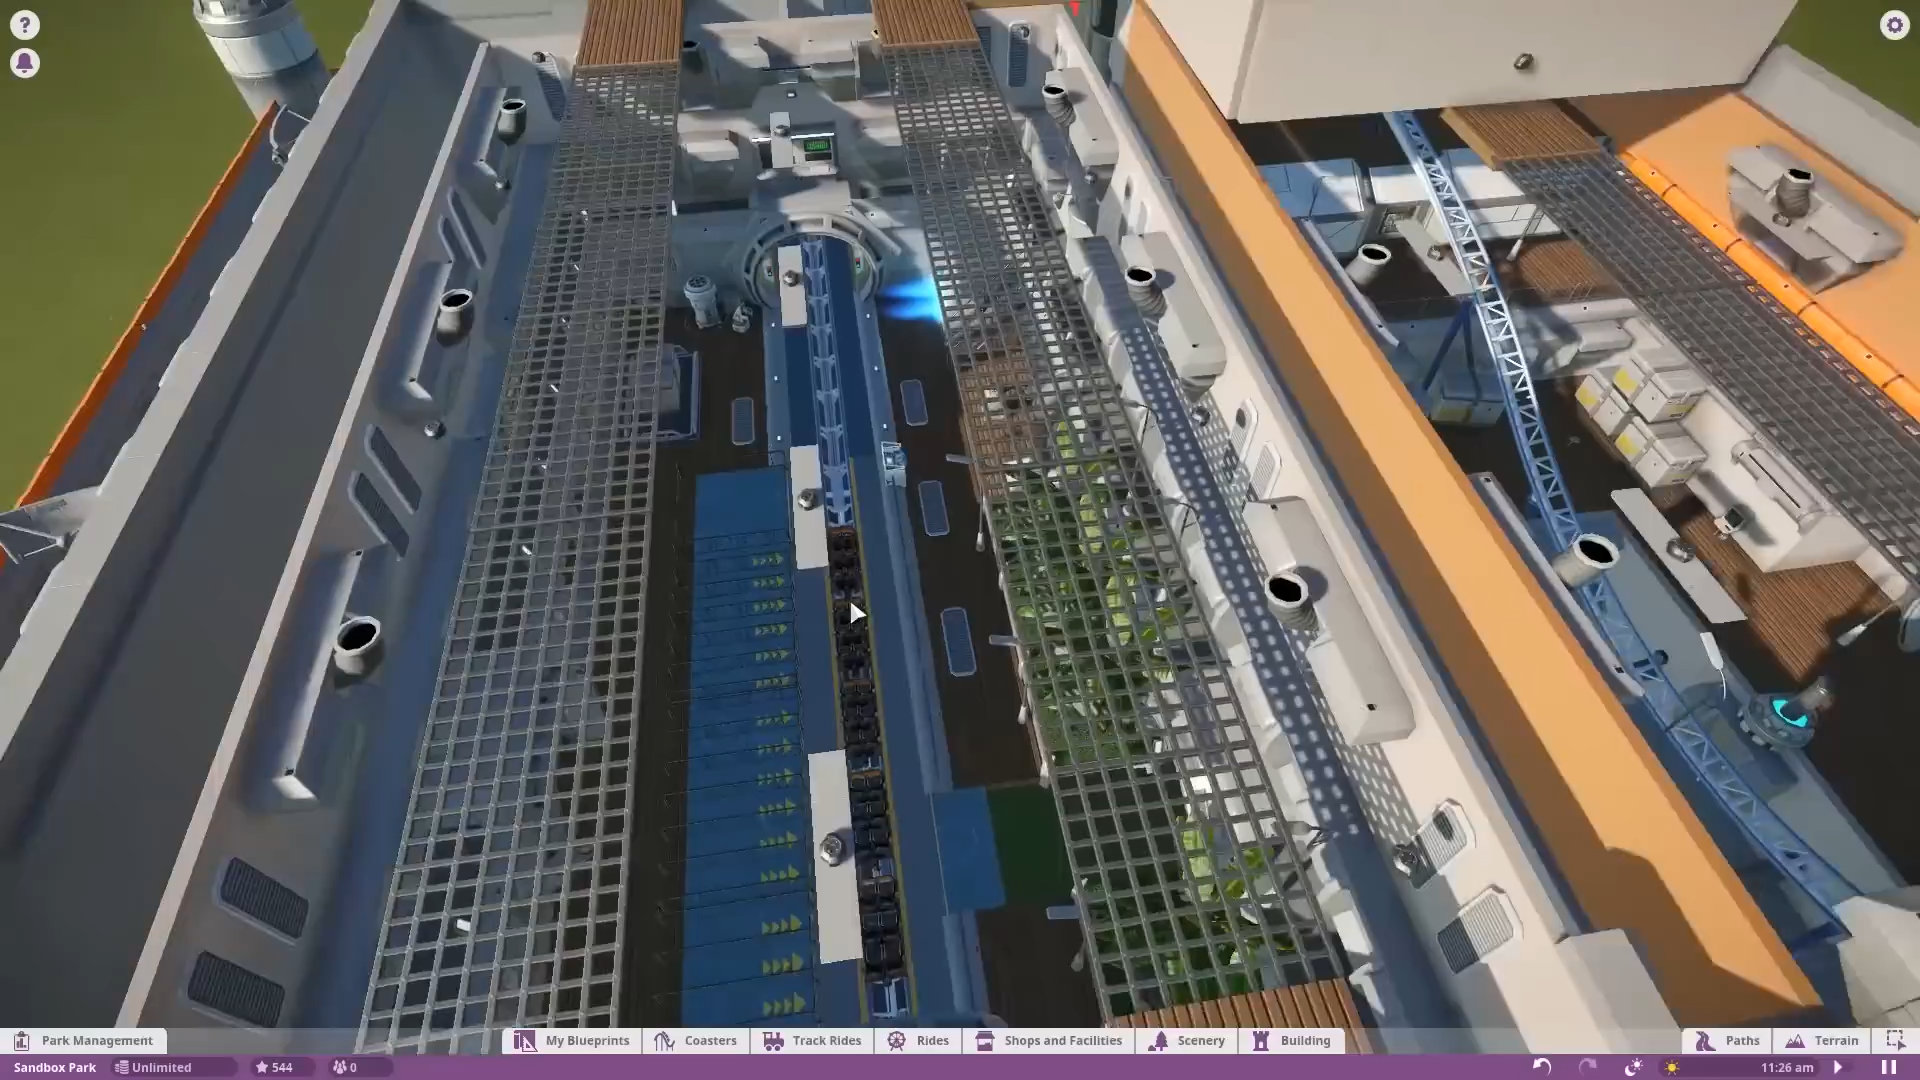 ?
Park Management
My Blueprints
Coasters
Track Rides
Rides
Shops and Facilities
Scenery
Building
Paths
Terrain
Sandbox Park
Unlimited
544
0
11:26 am